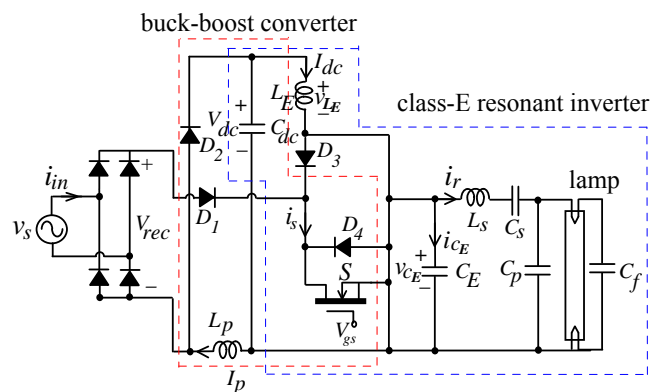 buck-boost converter
class-E resonant inverter
I_dc
L_E
+
v_LE
−
V_dc
+
−
C_dc
D_2
D_3
D_1
i_in
v_s
+
V_rec
−
i_s
D_4
S
V_gs
L_p
I_p
i_r
L_s
C_s
lamp
i_CE
+
v_CE
−
C_E
C_p
C_f